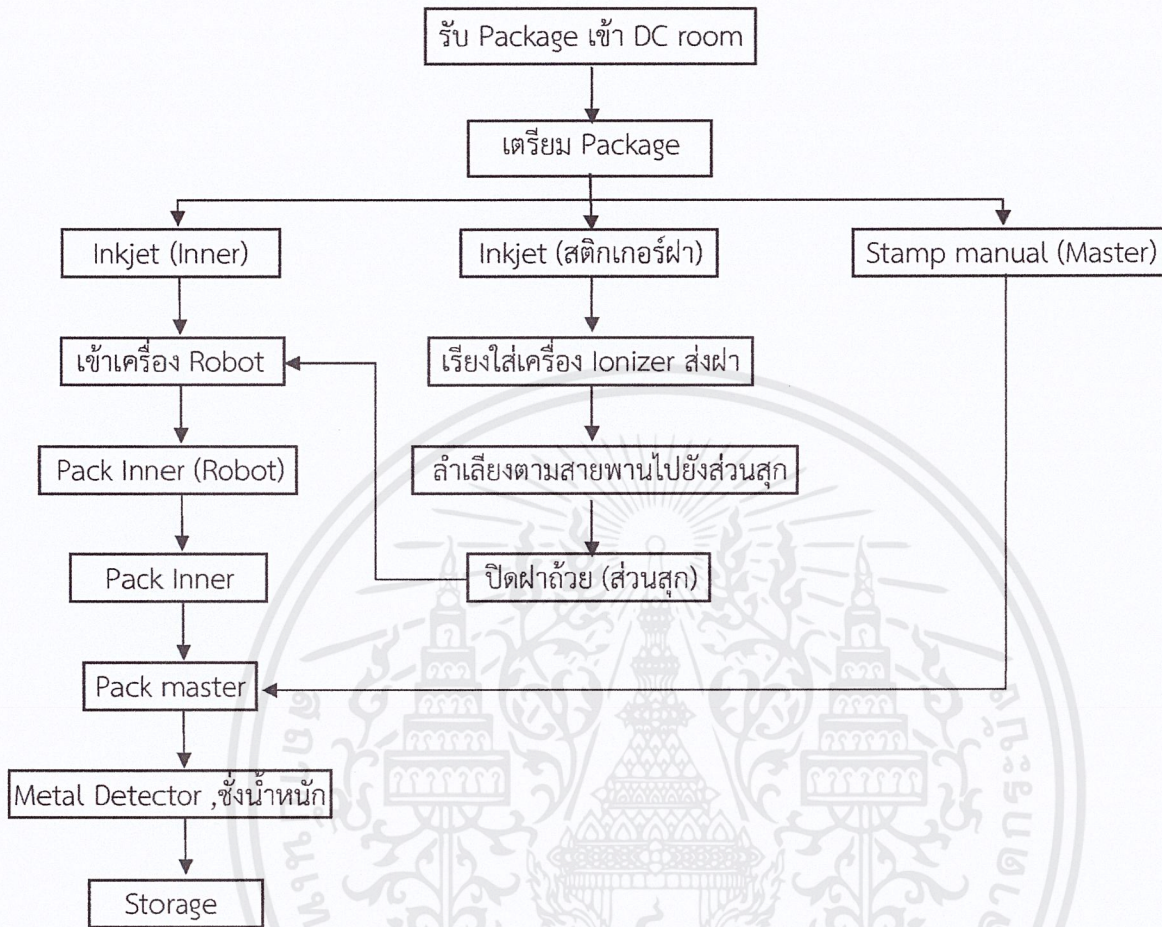 รับ Package เข้า DC room
เตรียม Package
Inkjet (Inner)
Inkjet (สติกเกอร์ฝา)
Stamp manual (Master)
เข้าเครื่อง Robot
เรียงใส่เครื่อง Ionizer ส่งฝา
Pack Inner (Robot)
ลำเลียงตามสายพานไปยังส่วนสุก
Pack Inner
ปิดฝาถ้วย (ส่วนสุก)
Pack master
Metal Detector ,ชั่งน้ำหนัก
Storage